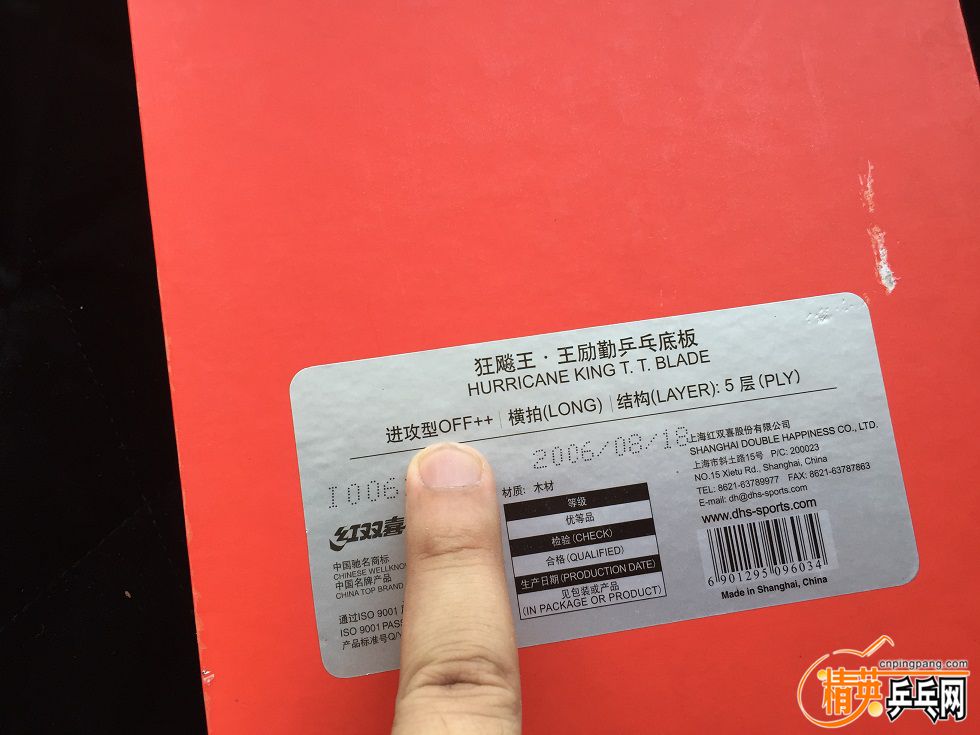 狂飚王·王励勤乒乓底板
HURRICANE KING T. T. BLADE
进攻型OFF++ 横拍(LONG) 结构(LAYER): 5 层(PLY)
I006
2006/08/18
红双喜
中国驰名商标
CHINESE WELLKNO
中国名牌产品
CHINA TOP BRAND
通过ISO 9001
ISO 9001 PASS
产品标准号Q/Y
材质: 木材
等级
优等品
检验(CHECK)
合格(QUALIFIED)
生产日期(PRODUCTION DATE)
见包装或产品
(IN PACKAGE OR PRODUCT)
上海红双喜股份有限公司
SHANGHAI DOUBLE HAPPINESS CO., LTD.
上海市斜土路15号 P/C: 200023
NO.15 Xietu Rd., Shanghai, China
TEL: 8621-63789977 FAX: 8621-63787863
E-mail: dh@dhs-sports.com
www.dhs-sports.com
6 901295 096034
Made in Shanghai, China
cnpingpang.com
精英乒乓网